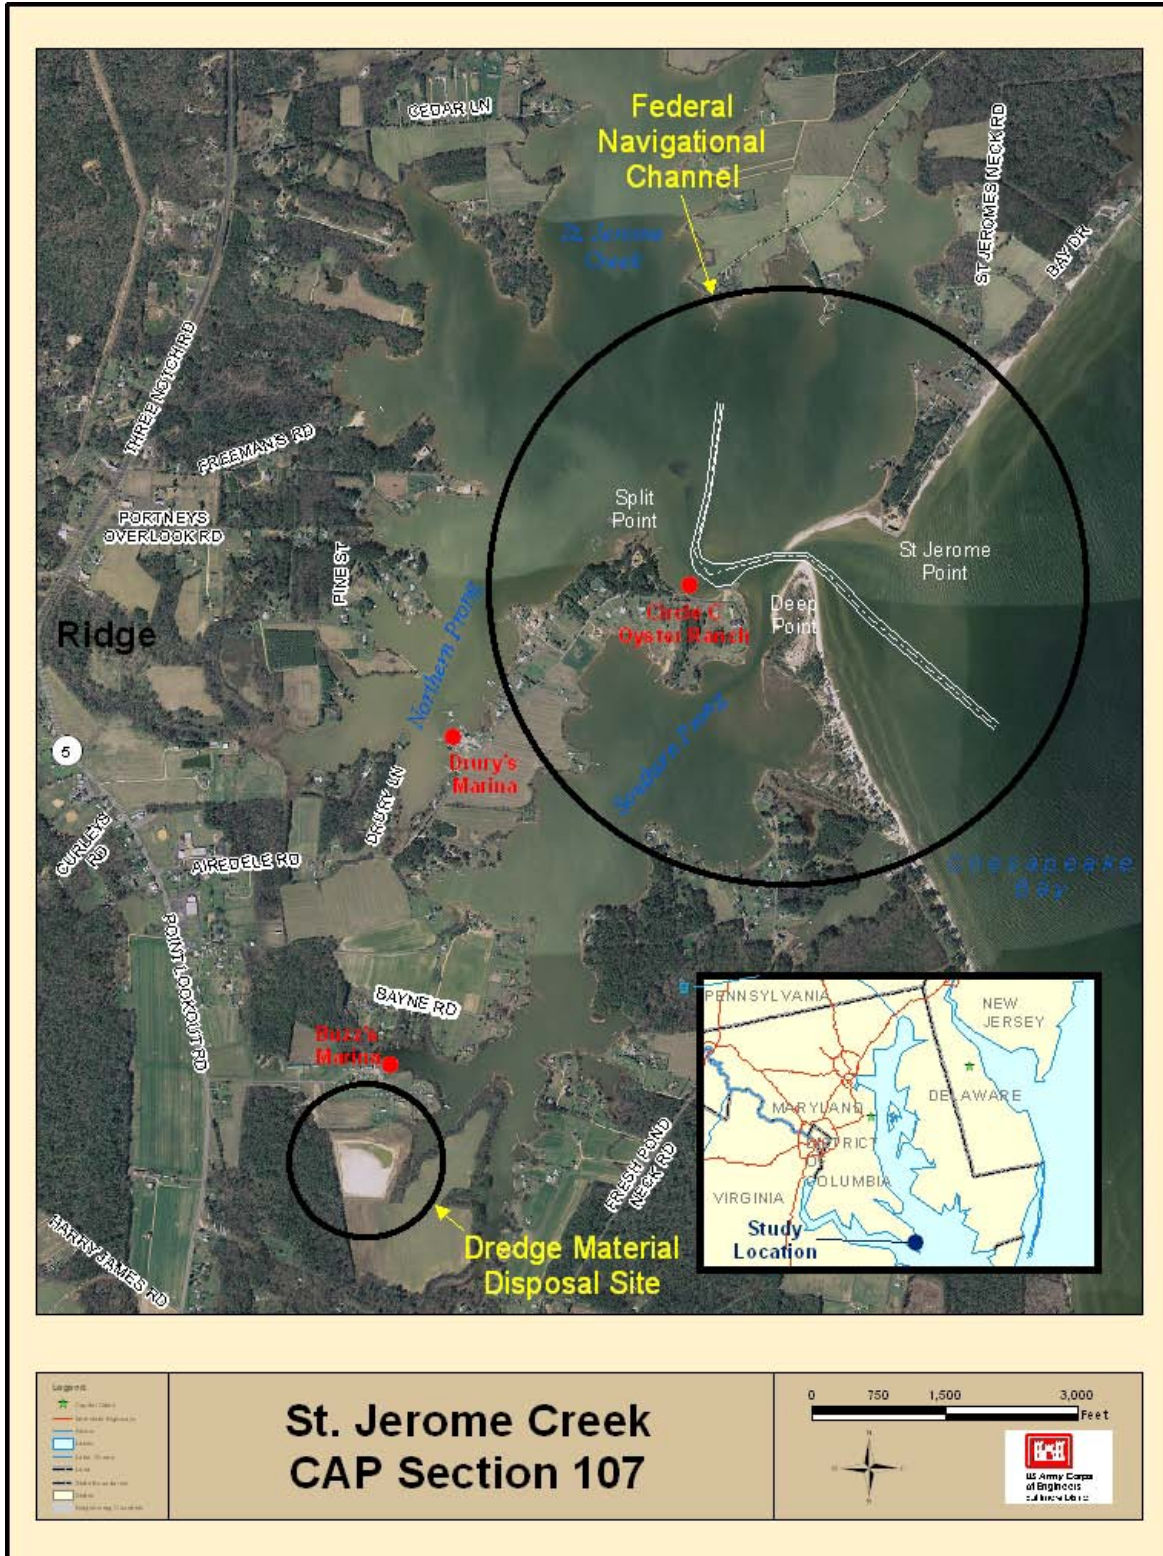 CEDAR LN
Federal
Navigational
Channel
ST JEROMES NECK RD
BAY DR
St. Jerome
Creek
THREE NOTCH RD
FREEMAN'S RD
PORTNEYS
OVERLOOK RD
PINE ST
Split
Point
St Jerome
Point
Ridge
Northern Prong
Circle C
Oyster Ranch
Deep
Point
Southern Prong
5
Drury's
Marina
DRURY LN
CURLEYS
RD
AIREDELE RD
Chesapeake
Bay
POINT LOOKOUT RD
BAYNE RD
Buzz's
Marina
FRESH POND
NECK RD
HARRY JAMES RD
Dredge Material
Disposal Site
PENNSYLVANIA
NEW
JERSEY
MARYLAND
DELAWARE
DISTRICT
OF
COLUMBIA
VIRGINIA
Study
Location
Legend
St. Jerome Creek
CAP Section 107
0 750 1,500 3,000
Feet
N
US Army Corps
of Engineers
Baltimore District